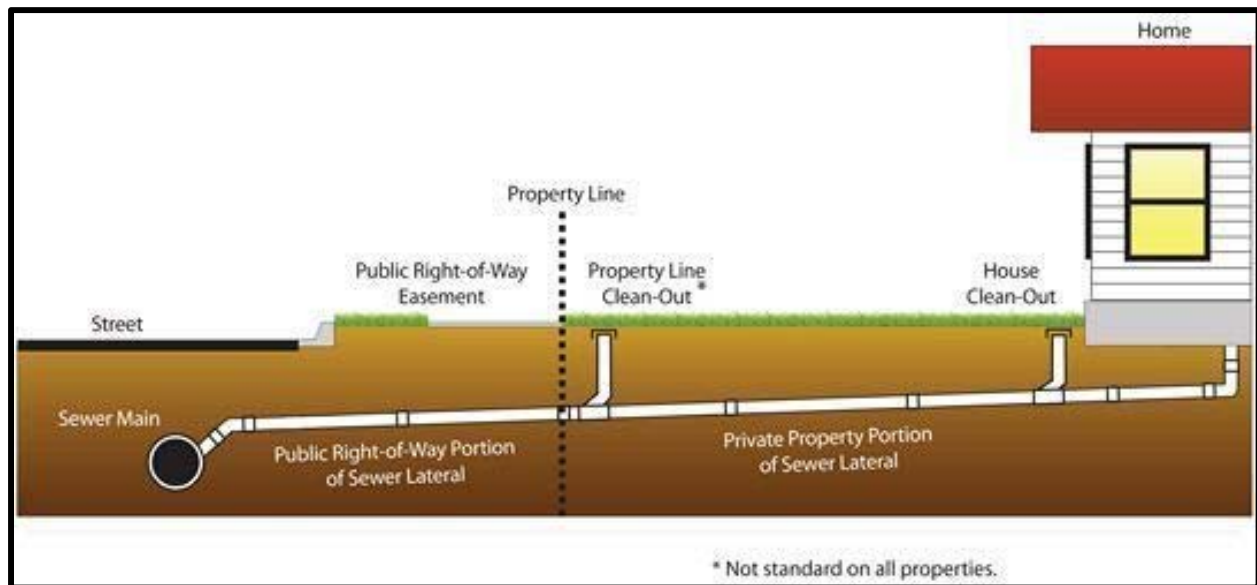 Home
Property Line
Public Right-of-Way
Easement
Property Line
Clean-Out *
House
Clean-Out
Street
Sewer Main
Public Right-of-Way Portion
of Sewer Lateral
Private Property Portion
of Sewer Lateral
* Not standard on all properties.